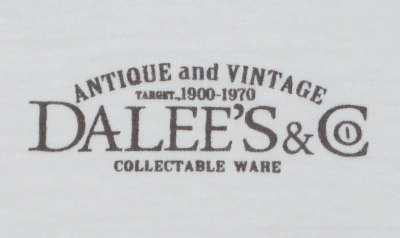 ANTIQUE and VINTAGE
TARGET.,1900-1970
DALEE'S & Co
COLLECTABLE WARE